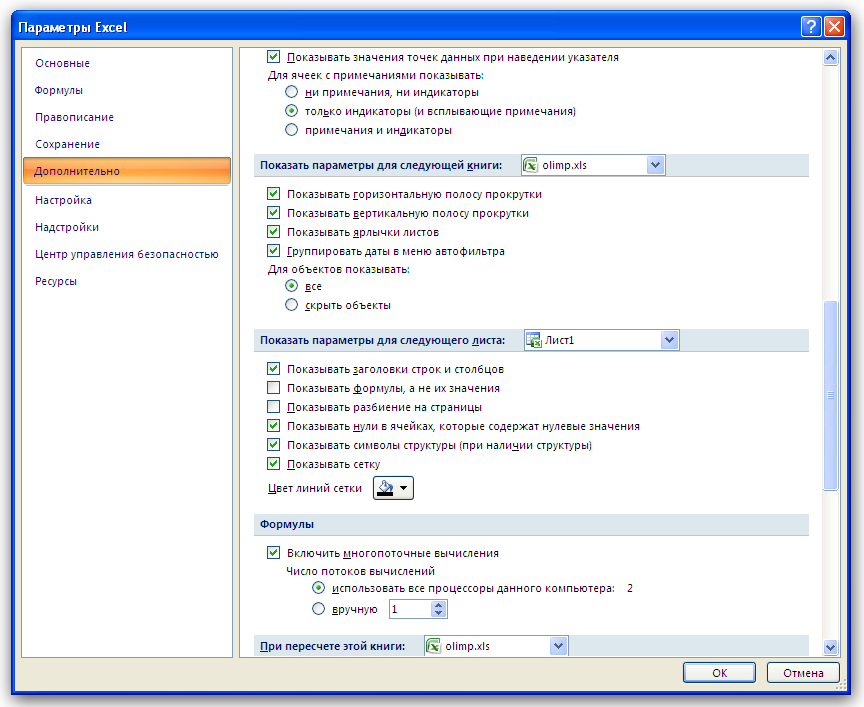 Параметры Excel
Основные
Формулы
Правописание
Сохранение
Дополнительно
Настройка
Надстройки
Центр управления безопасностью
Ресурсы
Показывать значения точек данных при наведении указателя
Для ячеек с примечаниями показывать:
ни примечания, ни индикаторы
только индикаторы (и всплывающие примечания)
примечания и индикаторы
Показать параметры для следующей книги: olimp.xls
Показывать горизонтальную полосу прокрутки
Показывать вертикальную полосу прокрутки
Показывать ярлычки листов
Группировать даты в меню автофильтра
Для объектов показывать:
все
скрыть объекты
Показать параметры для следующего листа: Лист1
Показывать заголовки строк и столбцов
Показывать формулы, а не их значения
Показывать разбиение на страницы
Показывать нули в ячейках, которые содержат нулевые значения
Показывать символы структуры (при наличии структуры)
Показывать сетку
Цвет линий сетки
Формулы
Включить многопоточные вычисления
Число потоков вычислений
использовать все процессоры данного компьютера: 2
вручную 1
При пересчете этой книги: olimp.xls
ОК Отмена